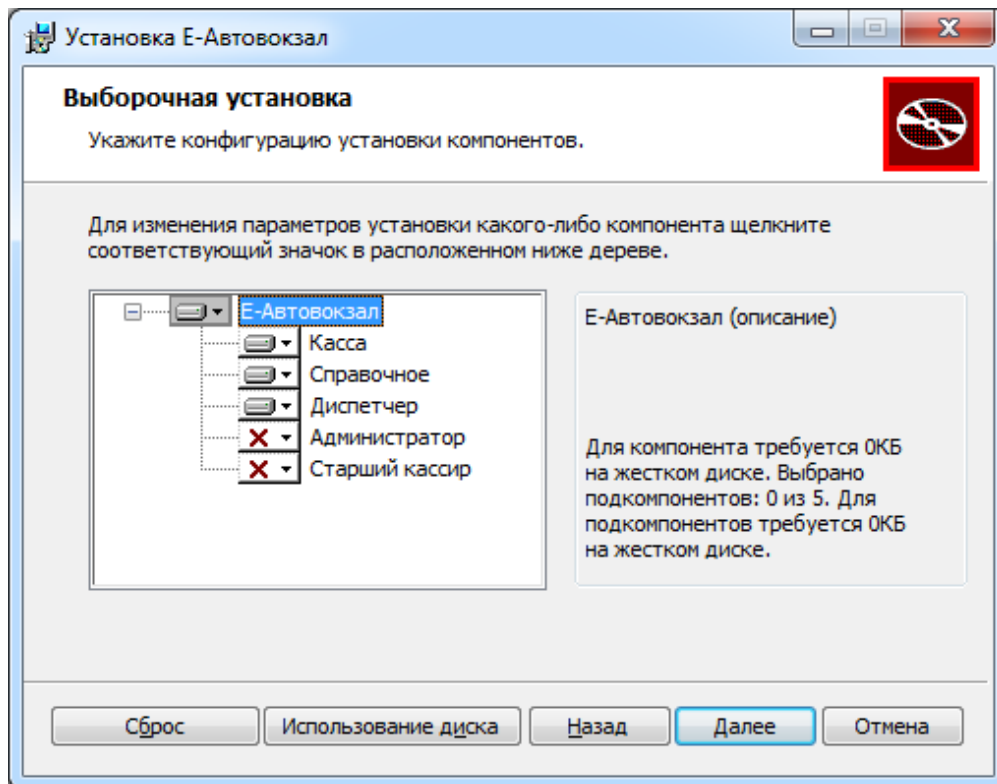 Установка Е-Автовокзал
Выборочная установка
Укажите конфигурацию установки компонентов.
Для изменения параметров установки какого-либо компонента щелкните
соответствующий значок в расположенном ниже дереве.
Е-Автовокзал
Касса
Справочное
Диспетчер
Администратор
Старший кассир
Е-Автовокзал (описание)
Для компонента требуется 0КБ
на жестком диске. Выбрано
подкомпонентов: 0 из 5. Для
подкомпонентов требуется 0КБ
на жестком диске.
Сброс Использование диска Назад Далее Отмена